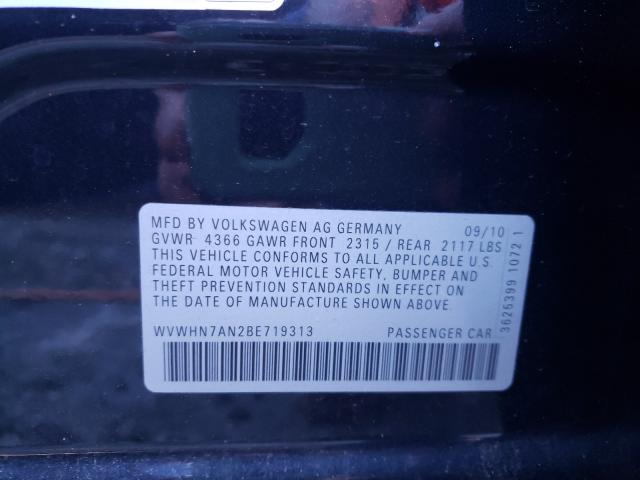 MFD BY VOLKSWAGEN AG GERMANY 09/10
GVWR 4366 GAWR FRONT 2315 / REAR 2117 LBS
THIS VEHICLE CONFORMS TO ALL APPLICABLE U.S.
FEDERAL MOTOR VEHICLE SAFETY, BUMPER AND
THEFT PREVENTION STANDARDS IN EFFECT ON
THE DATE OF MANUFACTURE SHOWN ABOVE.
WVWHN7AN2BE719313 PASSENGER CAR
3625399 1072 1